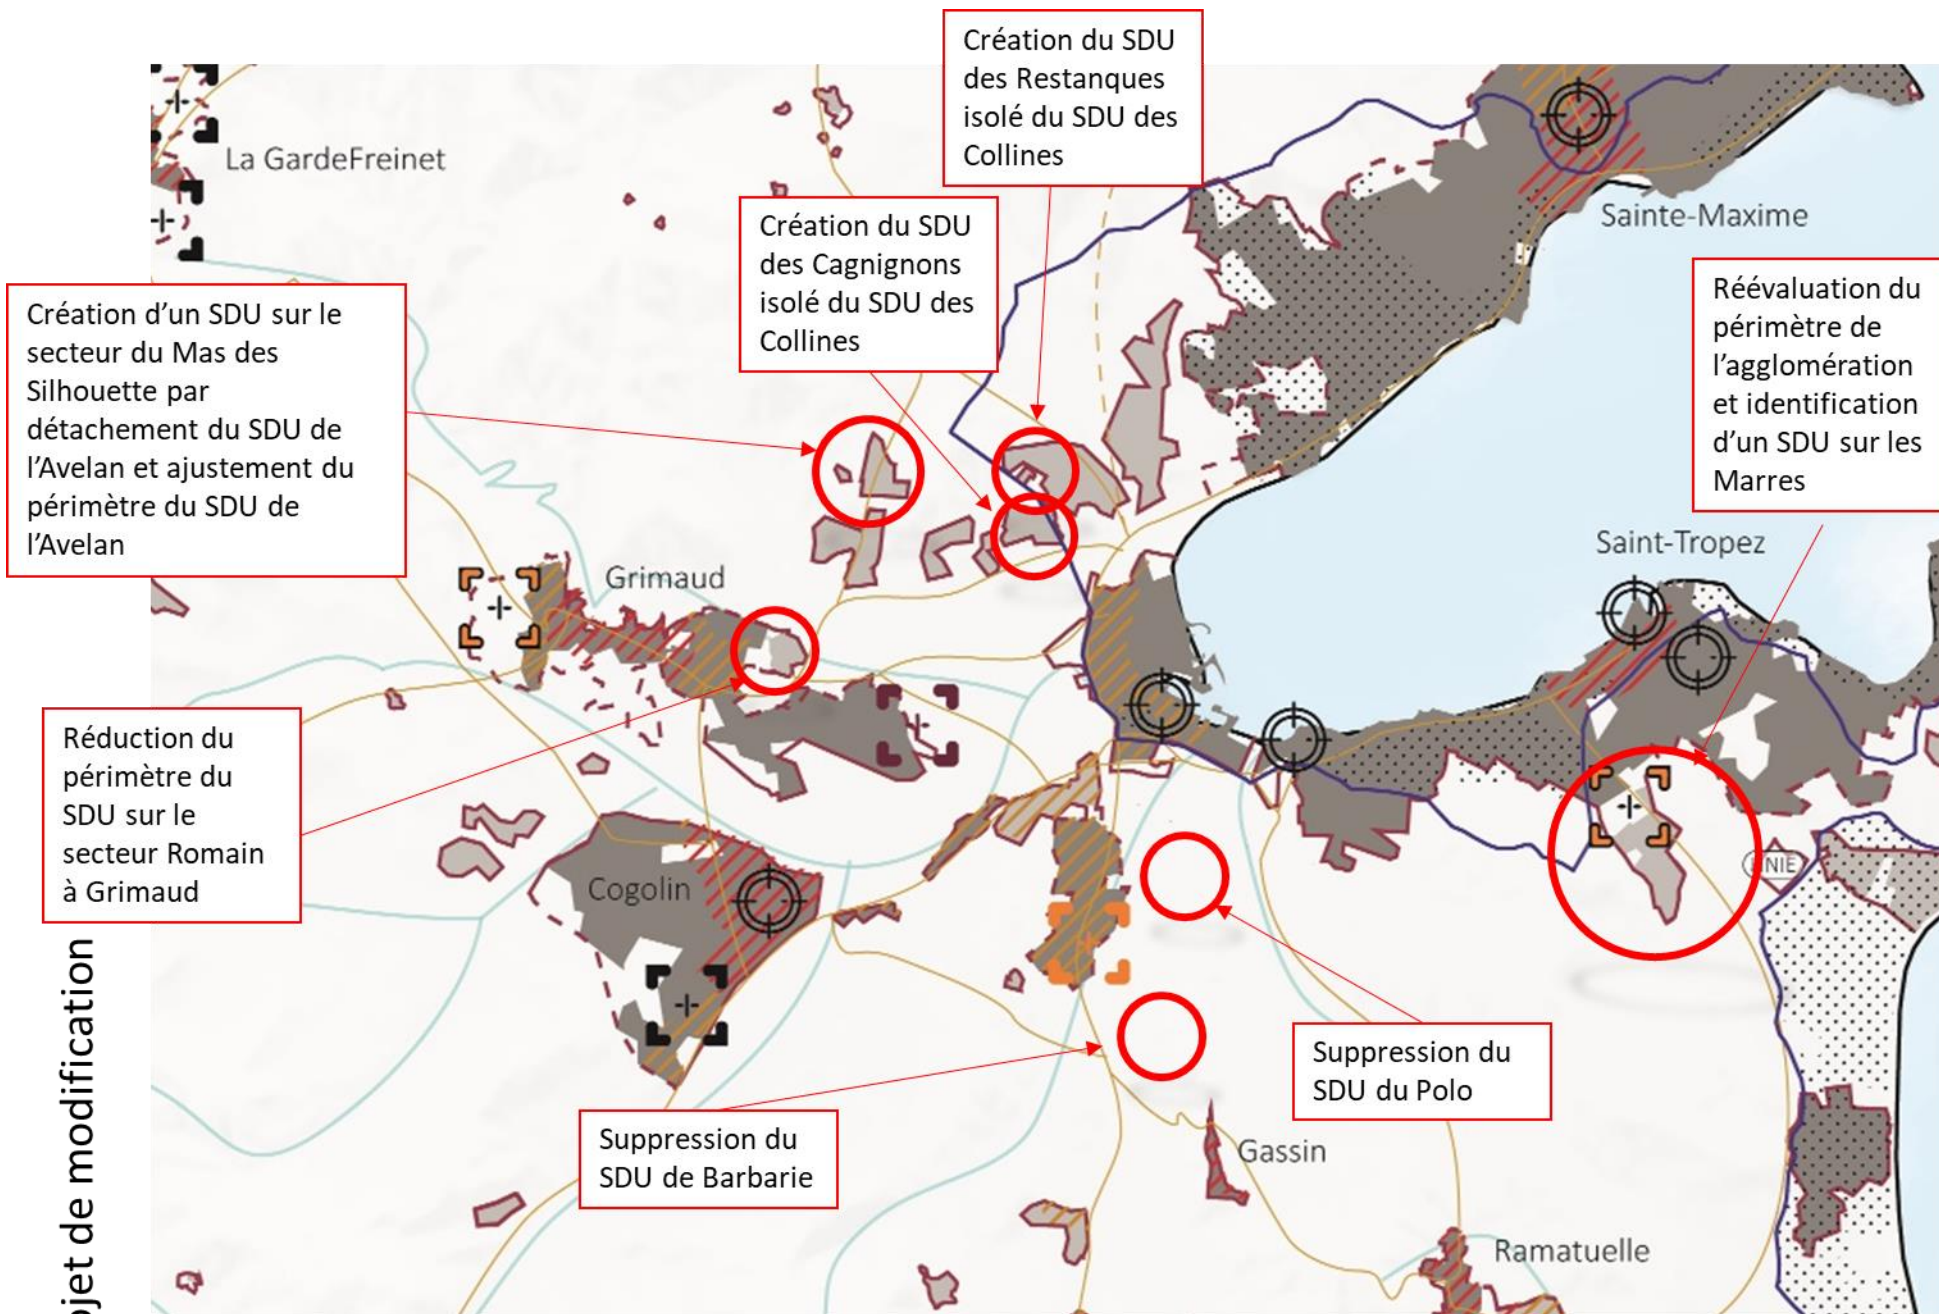 Création du SDU
des Restanques
isolé du SDU des
Collines
La GardeFreinet
Création du SDU
des Cagnignons
isolé du SDU des
Collines
Sainte-Maxime
Création d’un SDU sur le
secteur du Mas des
Silhouette par
détachement du SDU de
l’Avelan et ajustement du
périmètre du SDU de
l’Avelan
Réévaluation du
périmètre de
l’agglomération
et identification
d’un SDU sur les
Marres
Saint-Tropez
Grimaud
Réduction du
périmètre du
SDU sur le
secteur Romain
à Grimaud
Cogolin
NIE
Suppression du
SDU du Polo
Suppression du
SDU de Barbarie
Gassin
Ramatuelle
ojet de modification